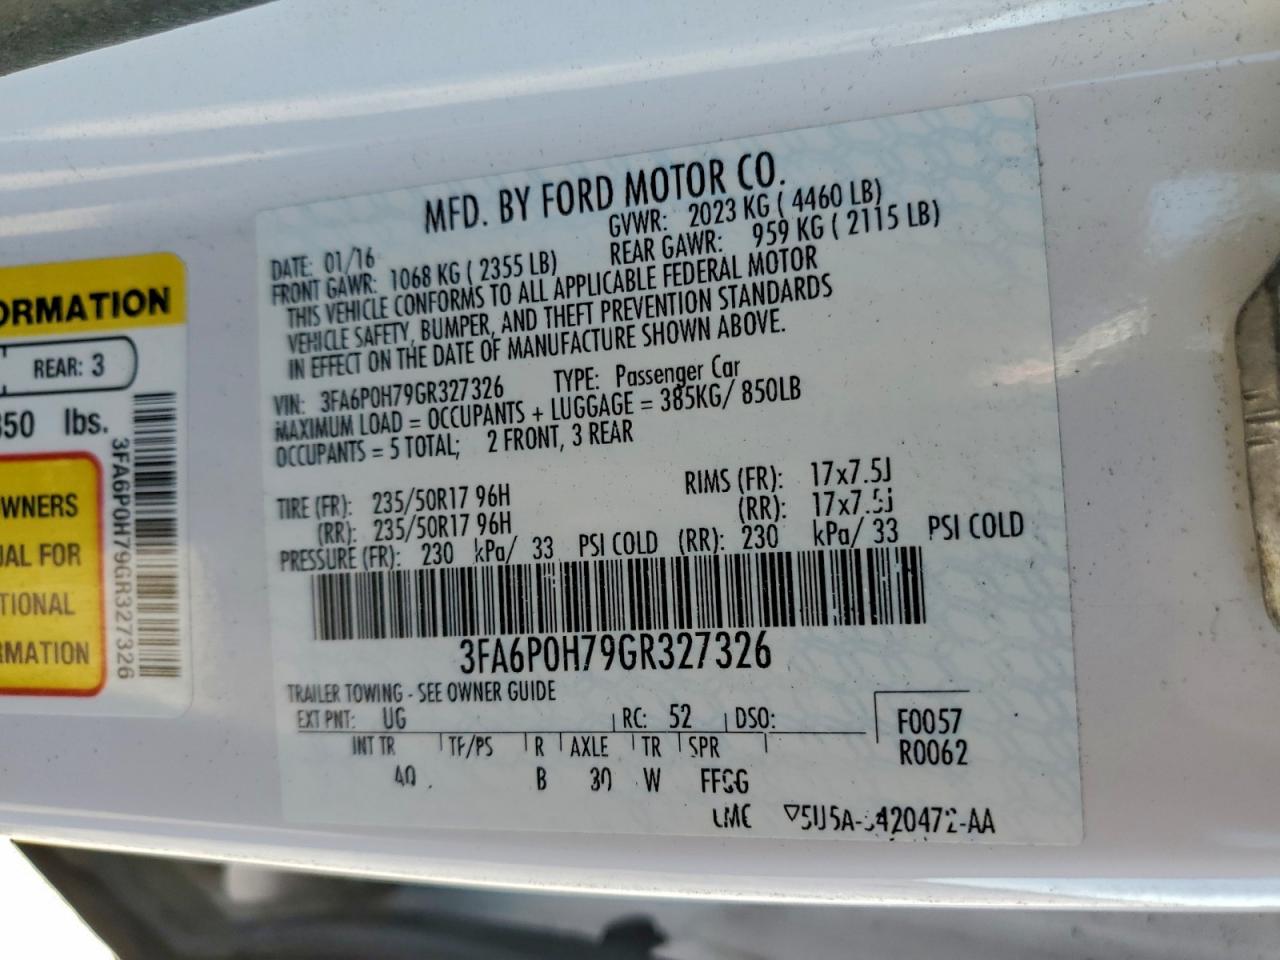 MFD. BY FORD MOTOR CO.
DATE: 01/16 GVWR: 2023 KG ( 4460 LB)
FRONT GAWR: 1068 KG ( 2355 LB) REAR GAWR: 959 KG ( 2115 LB)
THIS VEHICLE CONFORMS TO ALL APPLICABLE FEDERAL MOTOR
VEHICLE SAFETY, BUMPER, AND THEFT PREVENTION STANDARDS
IN EFFECT ON THE DATE OF MANUFACTURE SHOWN ABOVE.
VIN: 3FA6P0H79GR327326 TYPE: Passenger Car
MAXIMUM LOAD = OCCUPANTS + LUGGAGE = 385KG/ 850LB
OCCUPANTS = 5 TOTAL; 2 FRONT, 3 REAR
TIRE (FR): 235/50R17 96H RIMS (FR): 17x7.5J
(RR): 235/50R17 96H (RR): 17x7.5J
PRESSURE (FR): 230 kPa/ 33 PSI COLD (RR): 230 kPa/ 33 PSI COLD
3FA6P0H79GR327326
TRAILER TOWING - SEE OWNER GUIDE
EXT PNT: UG RC: 52 DSO: F0057
R0062
INT TR TF/PS R AXLE TR SPR
40 B 30 W
ORMATION
REAR: 3
850 lbs.
WNERS
UAL FOR
TIONAL
RMATION
3FA6P0H79GR327326